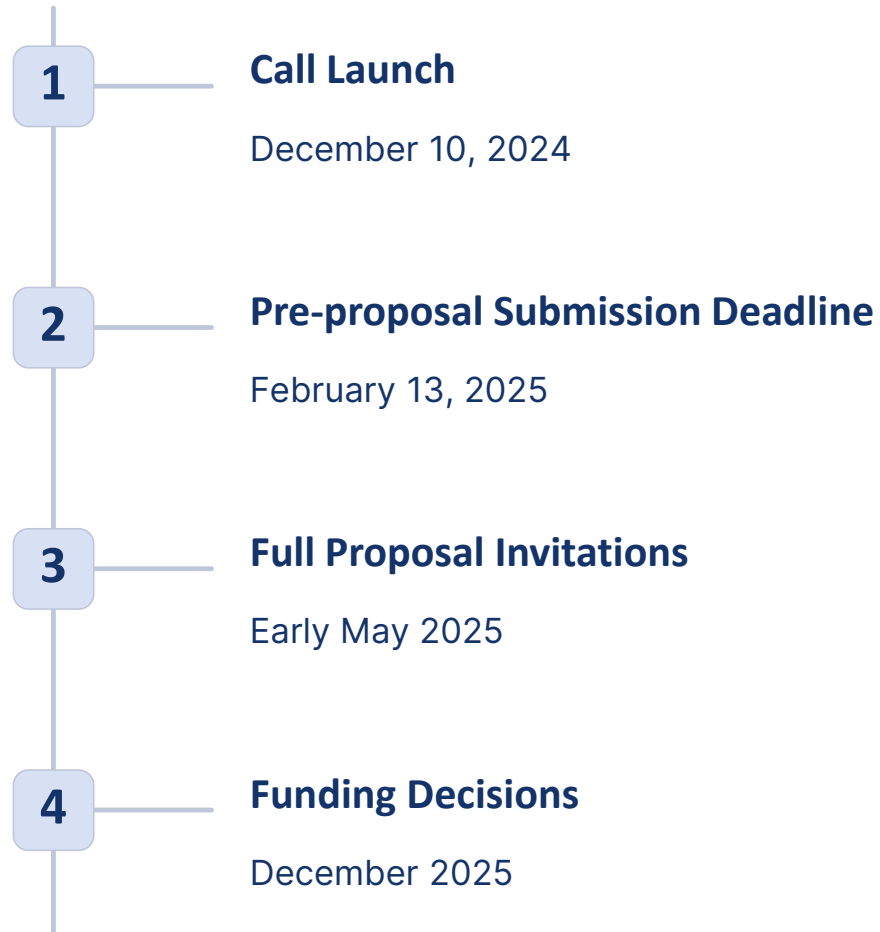 1
Call Launch
December 10, 2024
2
Pre-proposal Submission Deadline
February 13, 2025
3
Full Proposal Invitations
Early May 2025
4
Funding Decisions
December 2025